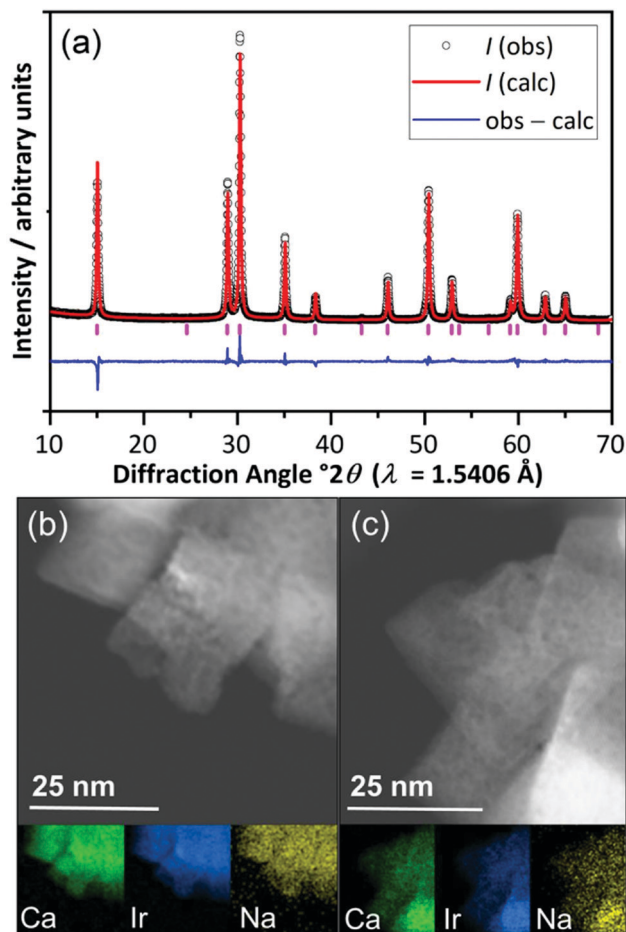 (a)
I (obs)
I (calc)
obs − calc
Intensity / arbitrary units
10 20 30 40 50 60 70
Diffraction Angle °2θ (λ = 1.5406 Å)
(b)
25 nm
Ca Ir Na
(c)
25 nm
Ca Ir Na